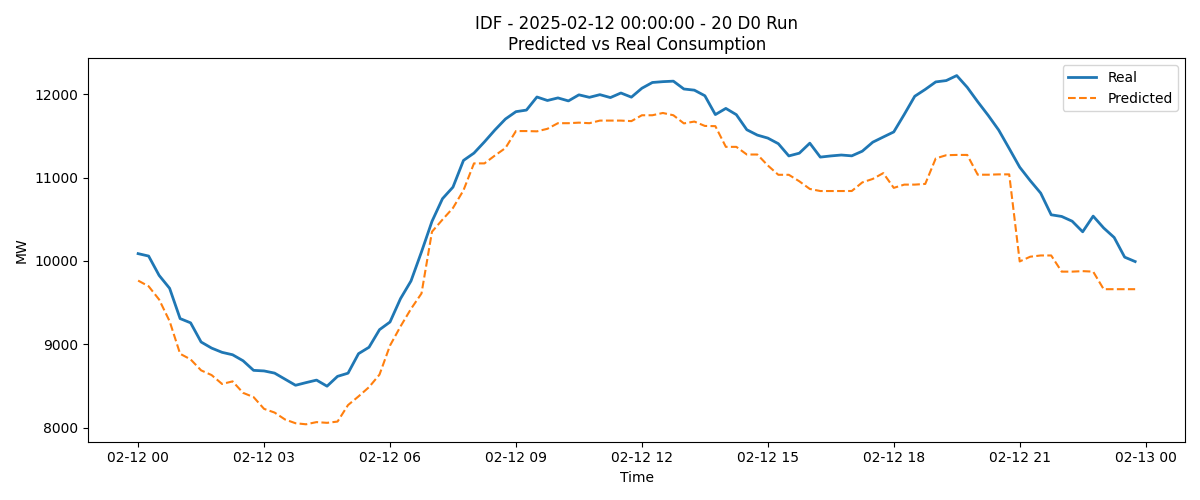 IDF - 2025-02-12 00:00:00 - 20 D0 Run
Predicted vs Real Consumption
Real
Predicted
12000
11000
10000
9000
8000
MW
02-12 00 02-12 03 02-12 06 02-12 09 02-12 12 02-12 15 02-12 18 02-12 21 02-13 00
Time